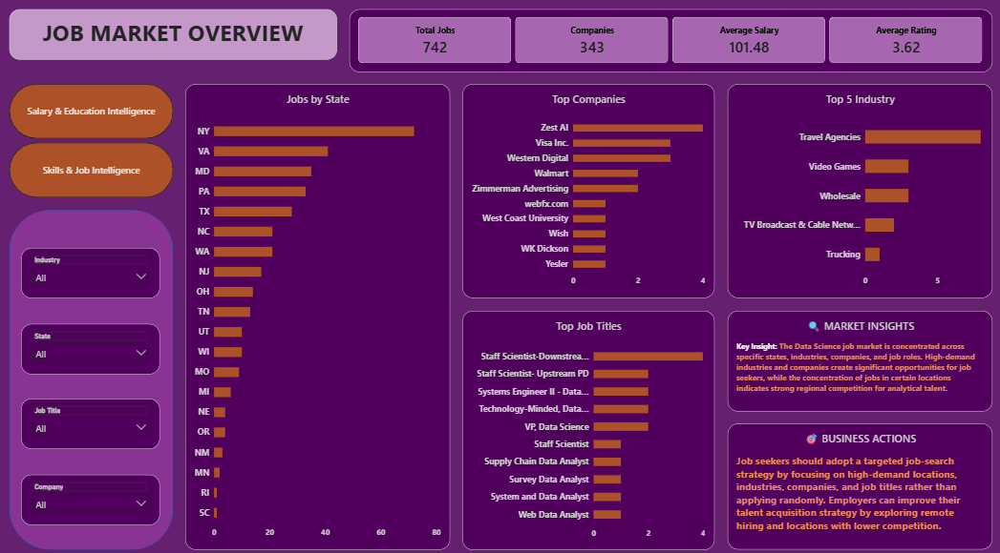 JOB MARKET OVERVIEW
Total Jobs
742
Companies
343
Average Salary
101.48
Average Rating
3.62
Salary & Education Intelligence
Skills & Job Intelligence
Industry
All
State
All
Job Title
All
Company
All
Jobs by State
NY
VA
MD
PA
TX
NC
WA
NJ
OH
TN
UT
WI
MO
MI
NE
OR
NM
MN
RI
SC
0 20 40 60 80
Top Companies
Zest AI
Visa Inc.
Western Digital
Walmart
Zimmerman Advertising
webfx.com
West Coast University
Wish
WK Dickson
Yesler
0 2 4
Top Job Titles
Staff Scientist-Downstrea...
Staff Scientist- Upstream PD
Systems Engineer II - Data...
Technology-Minded, Data...
VP, Data Science
Staff Scientist
Supply Chain Data Analyst
Survey Data Analyst
System and Data Analyst
Web Data Analyst
0 2 4
Top 5 Industry
Travel Agencies
Video Games
Wholesale
TV Broadcast & Cable Netw...
Trucking
0 5
🔍 MARKET INSIGHTS
Key Insight: The Data Science job market is concentrated across
specific states, industries, companies, and job roles. High-demand
industries and companies create significant opportunities for job
seekers, while the concentration of jobs in certain locations
indicates strong regional competition for analytical talent.
🎯 BUSINESS ACTIONS
Job seekers should adopt a targeted job-search
strategy by focusing on high-demand locations,
industries, companies, and job titles rather than
applying randomly. Employers can improve their
talent acquisition strategy by exploring remote
hiring and locations with lower competition.